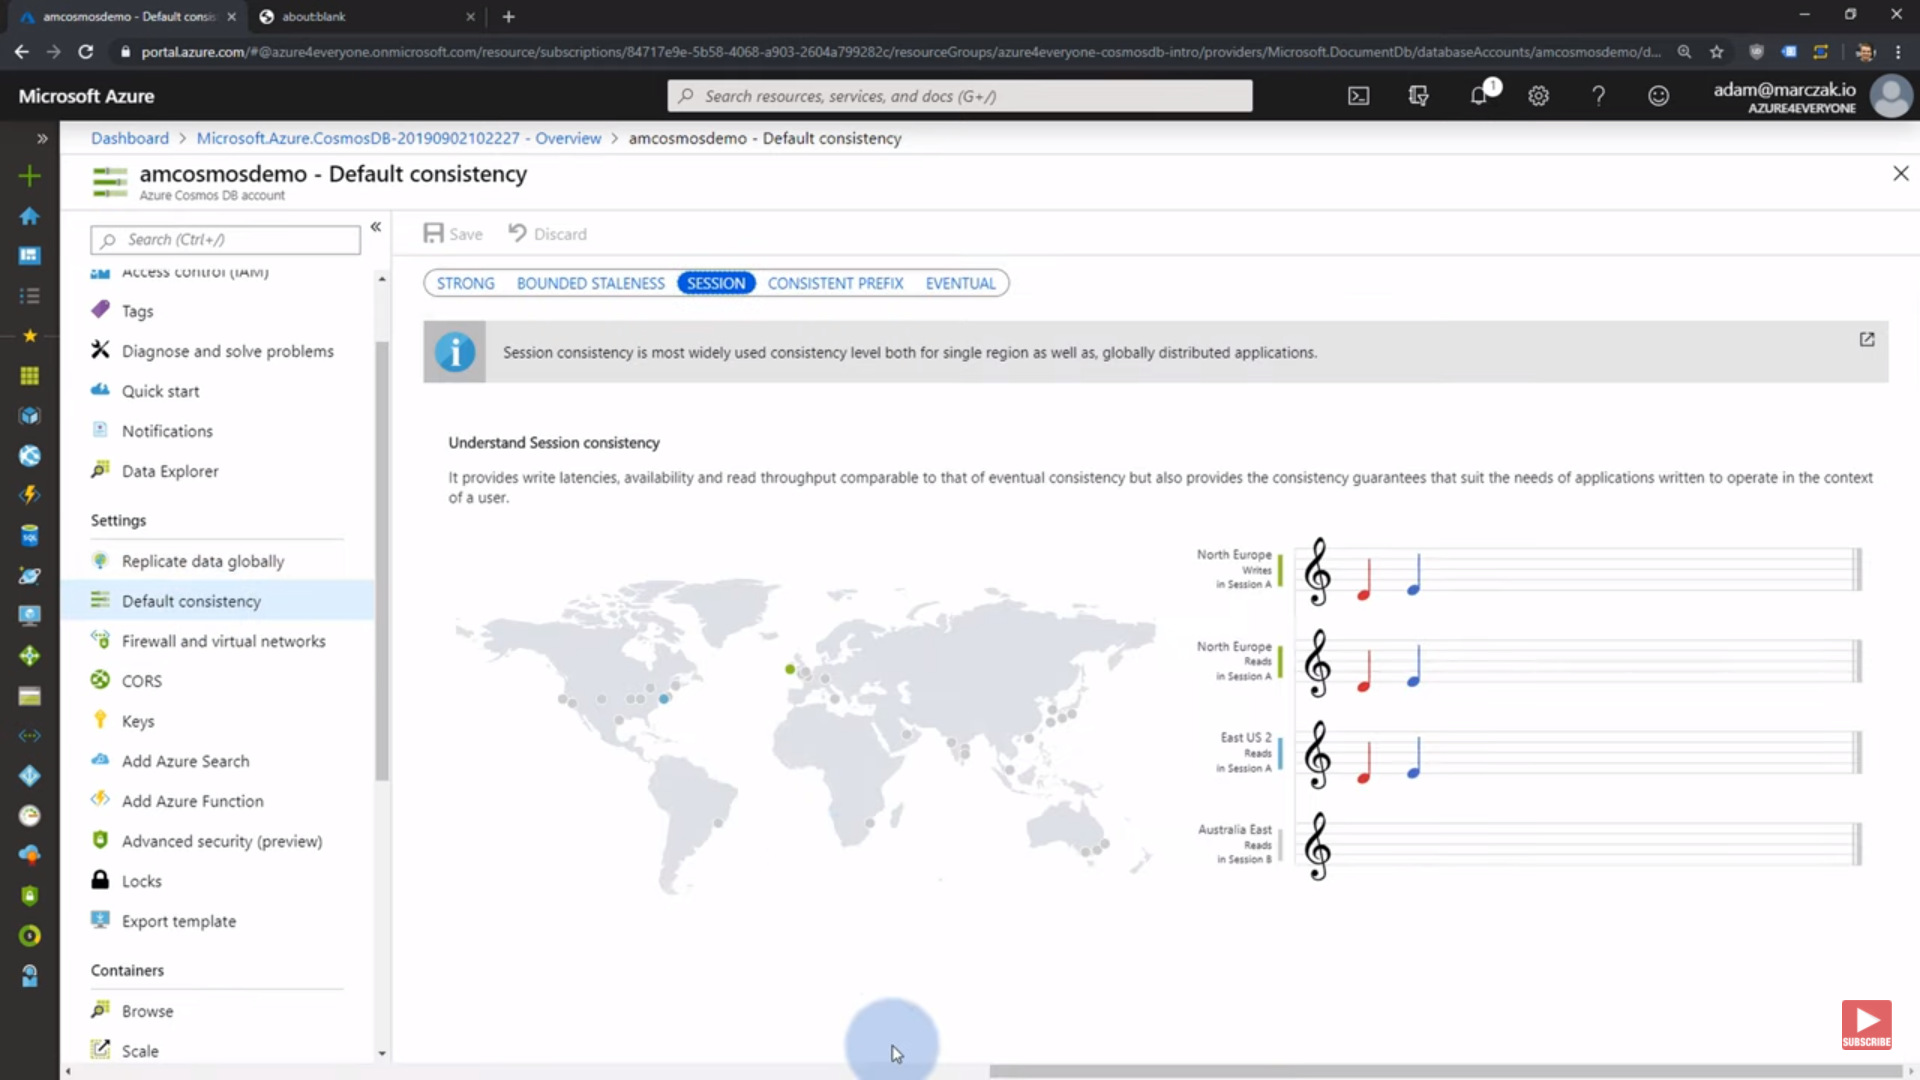 amcosmosdemo - Default consis
about:blank
portal.azure.com/#@azure4everyone.onmicrosoft.com/resource/subscriptions/84717e9e-5b58-4068-a903-2604a799282c/resourceGroups/azure4everyone-cosmosdb-intro/providers/Microsoft.DocumentDb/databaseAccounts/amcosmosdemo/d...
Microsoft Azure
Search resources, services, and docs (G+/)
1
adam@marczak.io
AZURE4EVERYONE
Dashboard > Microsoft.Azure.CosmosDB-20190902102227 - Overview > amcosmosdemo - Default consistency
amcosmosdemo - Default consistency
Azure Cosmos DB account
Search (Ctrl+/)
Access control (IAM)
Tags
Diagnose and solve problems
Quick start
Notifications
Data Explorer
Settings
Replicate data globally
Default consistency
Firewall and virtual networks
CORS
Keys
Add Azure Search
Add Azure Function
Advanced security (preview)
Locks
Export template
Containers
Browse
Scale
Save
Discard
STRONG
BOUNDED STALENESS
SESSION
CONSISTENT PREFIX
EVENTUAL
Session consistency is most widely used consistency level both for single region as well as, globally distributed applications.
Understand Session consistency
It provides write latencies, availability and read throughput comparable to that of eventual consistency but also provides the consistency guarantees that suit the needs of applications written to operate in the context
of a user.
North Europe
Writes
in Session A
North Europe
Reads
in Session A
East US 2
Reads
in Session A
Australia East
Reads
in Session B
SQL
SUBSCRIBE